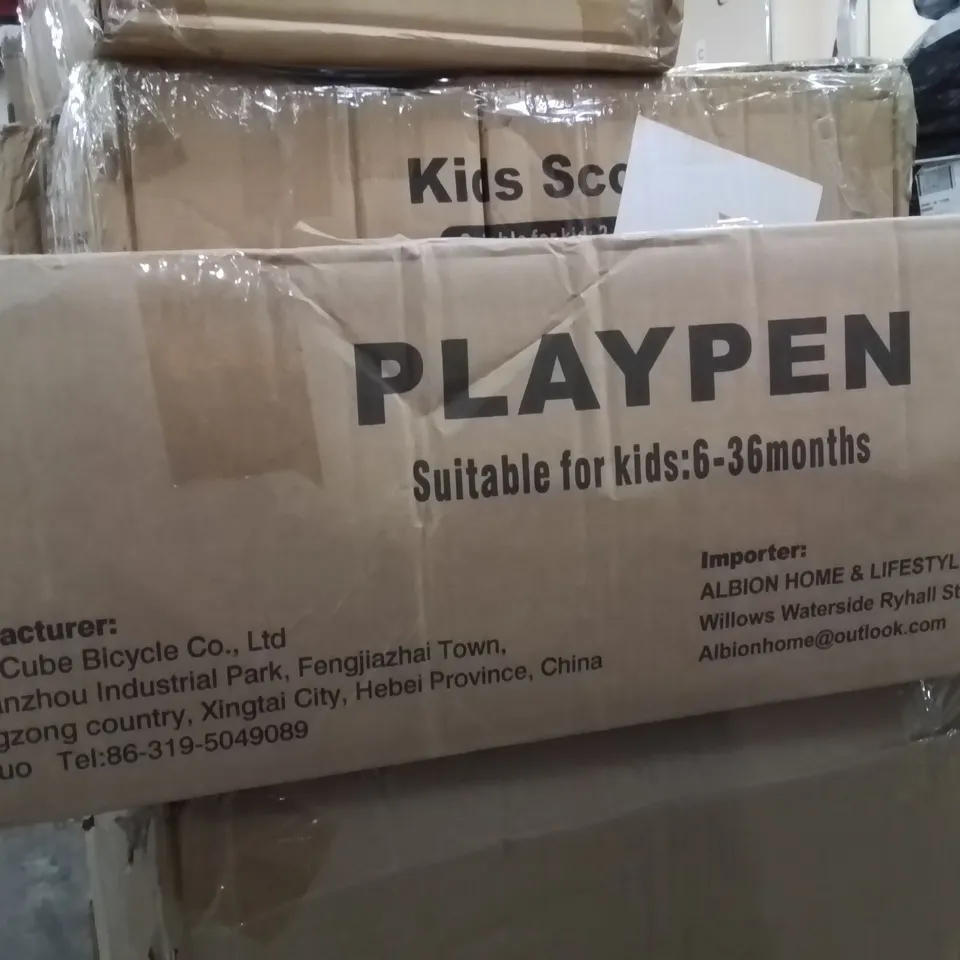 Kids
PLAYPEN
Suitable for kids:6-36months
Importer:
ALBION HOME & LIFESTYL
Willows Waterside Ryhall St
Albionhome@outlook.com
acturer:
Cube Bicycle Co., Ltd
nzhou Industrial Park, Fengjiazhai Town,
gzong country, Xingtai City, Hebei Province, China
uo Tel:86-319-5049089